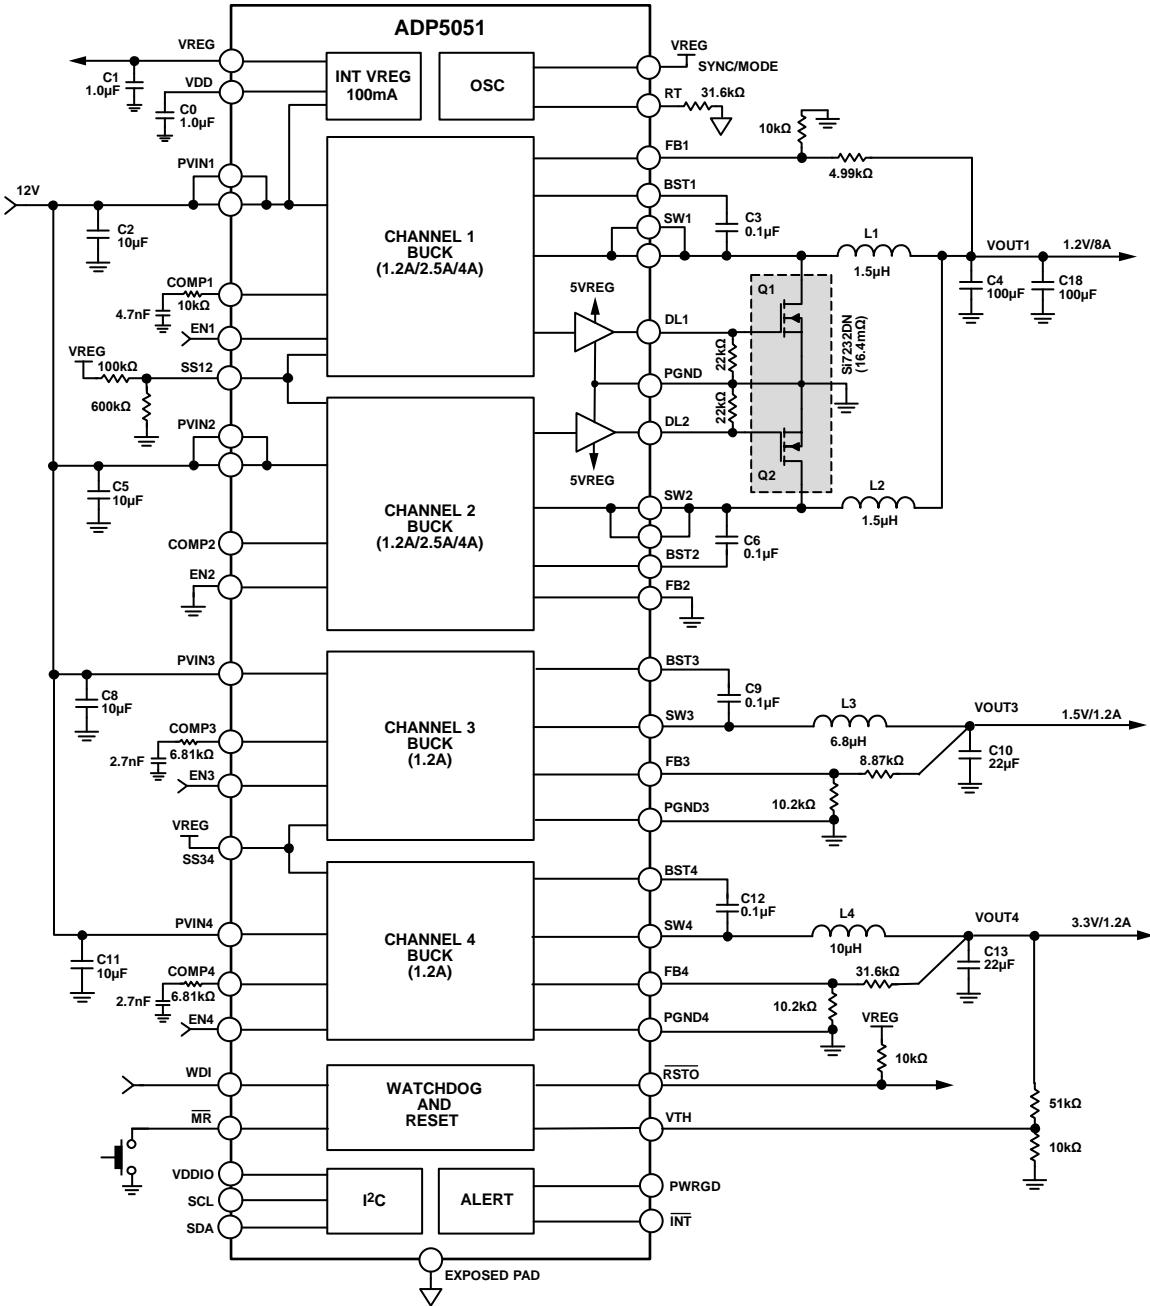 ADP5051
VREG
C1
1.0µF
VDD
C0
1.0µF
INT VREG
100mA
OSC
VREG
SYNC/MODE
RT
31.6kΩ
10kΩ
FB1
4.99kΩ
PVIN1
12V
C2
10µF
CHANNEL 1
BUCK
(1.2A/2.5A/4A)
BST1
C3
0.1µF
SW1
L1
1.5µH
VOUT1
1.2V/8A
C4
100µF
C18
100µF
COMP1
10kΩ
4.7nF
EN1
5VREG
DL1
Q1
Si7232DN
(16.4mΩ)
22kΩ
VREG
100kΩ
SS12
600kΩ
PGND
22kΩ
DL2
Q2
5VREG
PVIN2
C5
10µF
CHANNEL 2
BUCK
(1.2A/2.5A/4A)
SW2
L2
1.5µH
C6
0.1µF
COMP2
BST2
EN2
FB2
PVIN3
C8
10µF
BST3
C9
0.1µF
CHANNEL 3
BUCK
(1.2A)
SW3
L3
6.8µH
VOUT3
1.5V/1.2A
C10
22µF
COMP3
6.81kΩ
2.7nF
EN3
FB3
8.87kΩ
10.2kΩ
PGND3
VREG
SS34
BST4
C12
0.1µF
PVIN4
C11
10µF
CHANNEL 4
BUCK
(1.2A)
SW4
L4
10µH
VOUT4
3.3V/1.2A
C13
22µF
COMP4
6.81kΩ
2.7nF
EN4
FB4
31.6kΩ
10.2kΩ
PGND4
VREG
10kΩ
WDI
WATCHDOG
AND
RESET
RSTO
MR
VTH
51kΩ
10kΩ
VDDIO
SCL
SDA
I²C
ALERT
PWRGD
INT
EXPOSED PAD